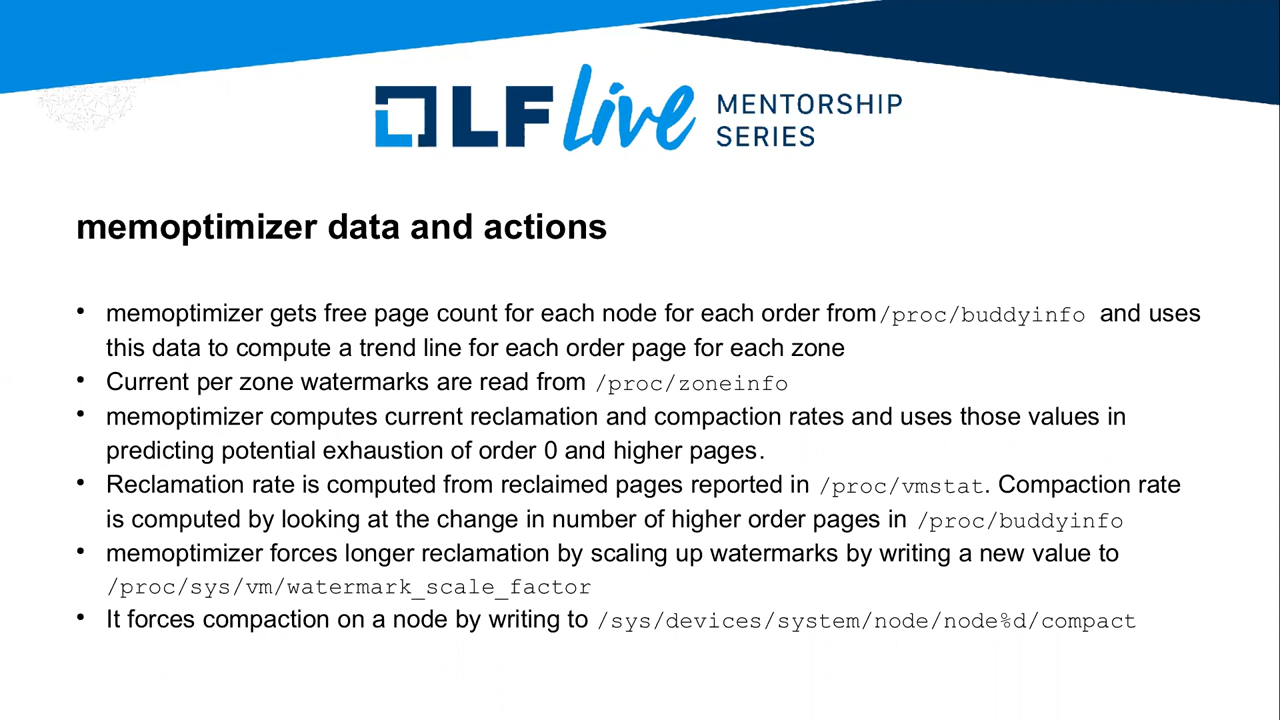 LF Live MENTORSHIP
SERIES
memoptimizer data and actions
• memoptimizer gets free page count for each node for each order from /proc/buddyinfo and uses
this data to compute a trend line for each order page for each zone
• Current per zone watermarks are read from /proc/zoneinfo
• memoptimizer computes current reclamation and compaction rates and uses those values in
predicting potential exhaustion of order 0 and higher pages.
• Reclamation rate is computed from reclaimed pages reported in /proc/vmstat. Compaction rate
is computed by looking at the change in number of higher order pages in /proc/buddyinfo
• memoptimizer forces longer reclamation by scaling up watermarks by writing a new value to
/proc/sys/vm/watermark_scale_factor
• It forces compaction on a node by writing to /sys/devices/system/node/node%d/compact